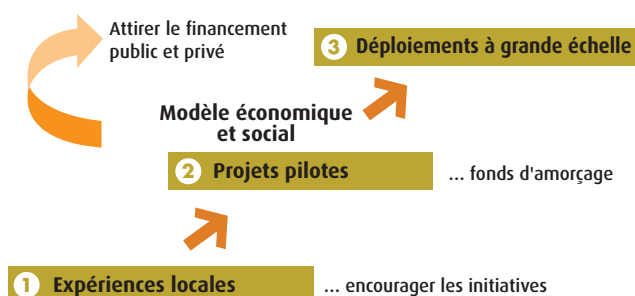 Attirer le financement
public et privé
3 Déploiements à grande échelle
Modèle économique
et social
2 Projets pilotes
... fonds d'amorçage
1 Expériences locales
... encourager les initiatives